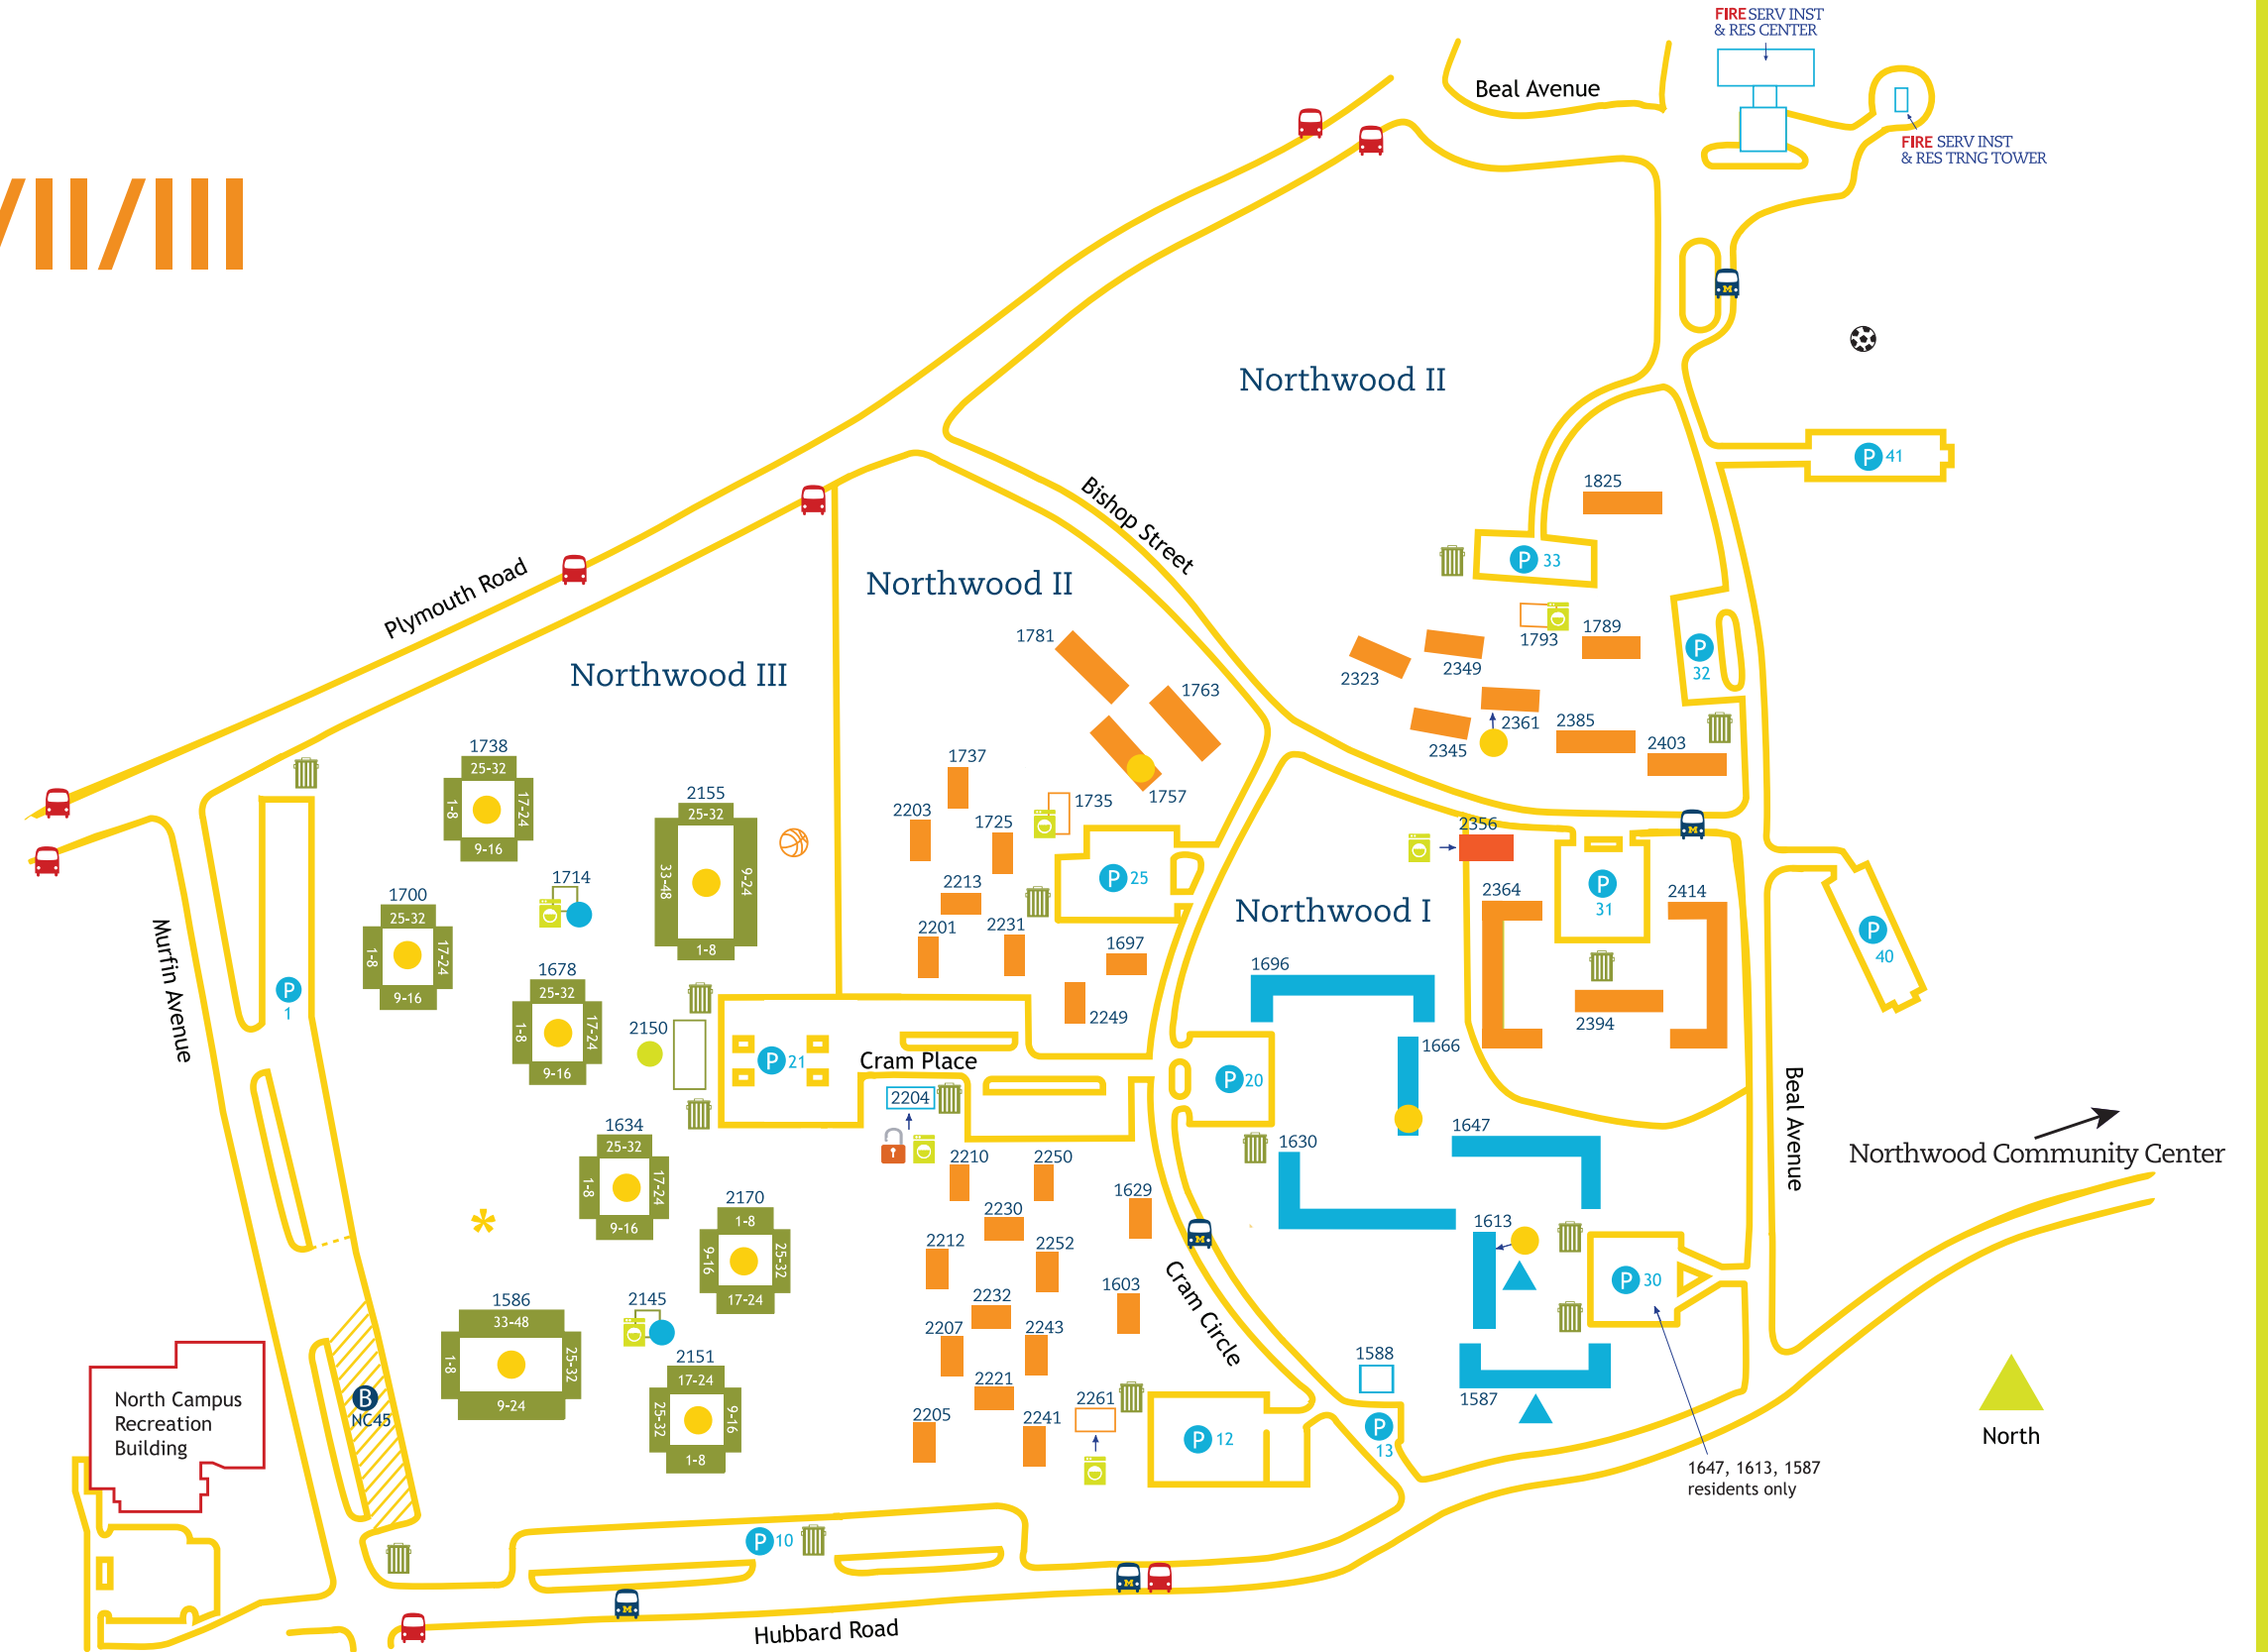 /II/III
FIRE SERV INST
& RES CENTER
Beal Avenue
FIRE SERV INST
& RES TRNG TOWER
M
Northwood II
P 41
1825
Bishop Street
P 33
Plymouth Road
Northwood II
1793
1789
1781
2349
2323
P
32
Northwood III
1763
2361
2345
2385
2403
1738
25-32
1-8
17-24
9-16
1737
1757
2155
25-32
33-48
9-24
1-8
1735
2203
1725
M
2356
1714
1700
25-32
1-8
17-24
9-16
P 25
2213
P
31
2364
2414
Northwood I
Murfin Avenue
2201
2231
1697
P
40
1678
25-32
1-8
17-24
9-16
1696
P
1
2249
2394
2150
1666
P 21
Cram Place
P 20
2204
Beal Avenue
1634
25-32
1-8
17-24
9-16
1647
1630
Northwood Community Center
2210
2250
1629
*
2170
1-8
9-16
25-32
17-24
2230
1613
M
2212
2252
P 30
Cram Circle
1603
2232
1586
33-48
1-8
25-32
9-24
2145
2207
2243
2151
17-24
25-32
9-16
1-8
1588
2221
2261
1587
North Campus
Recreation
Building
B
NC45
2205
2241
P 12
P
13
North
1647, 1613, 1587
residents only
P 10
M
M
Hubbard Road